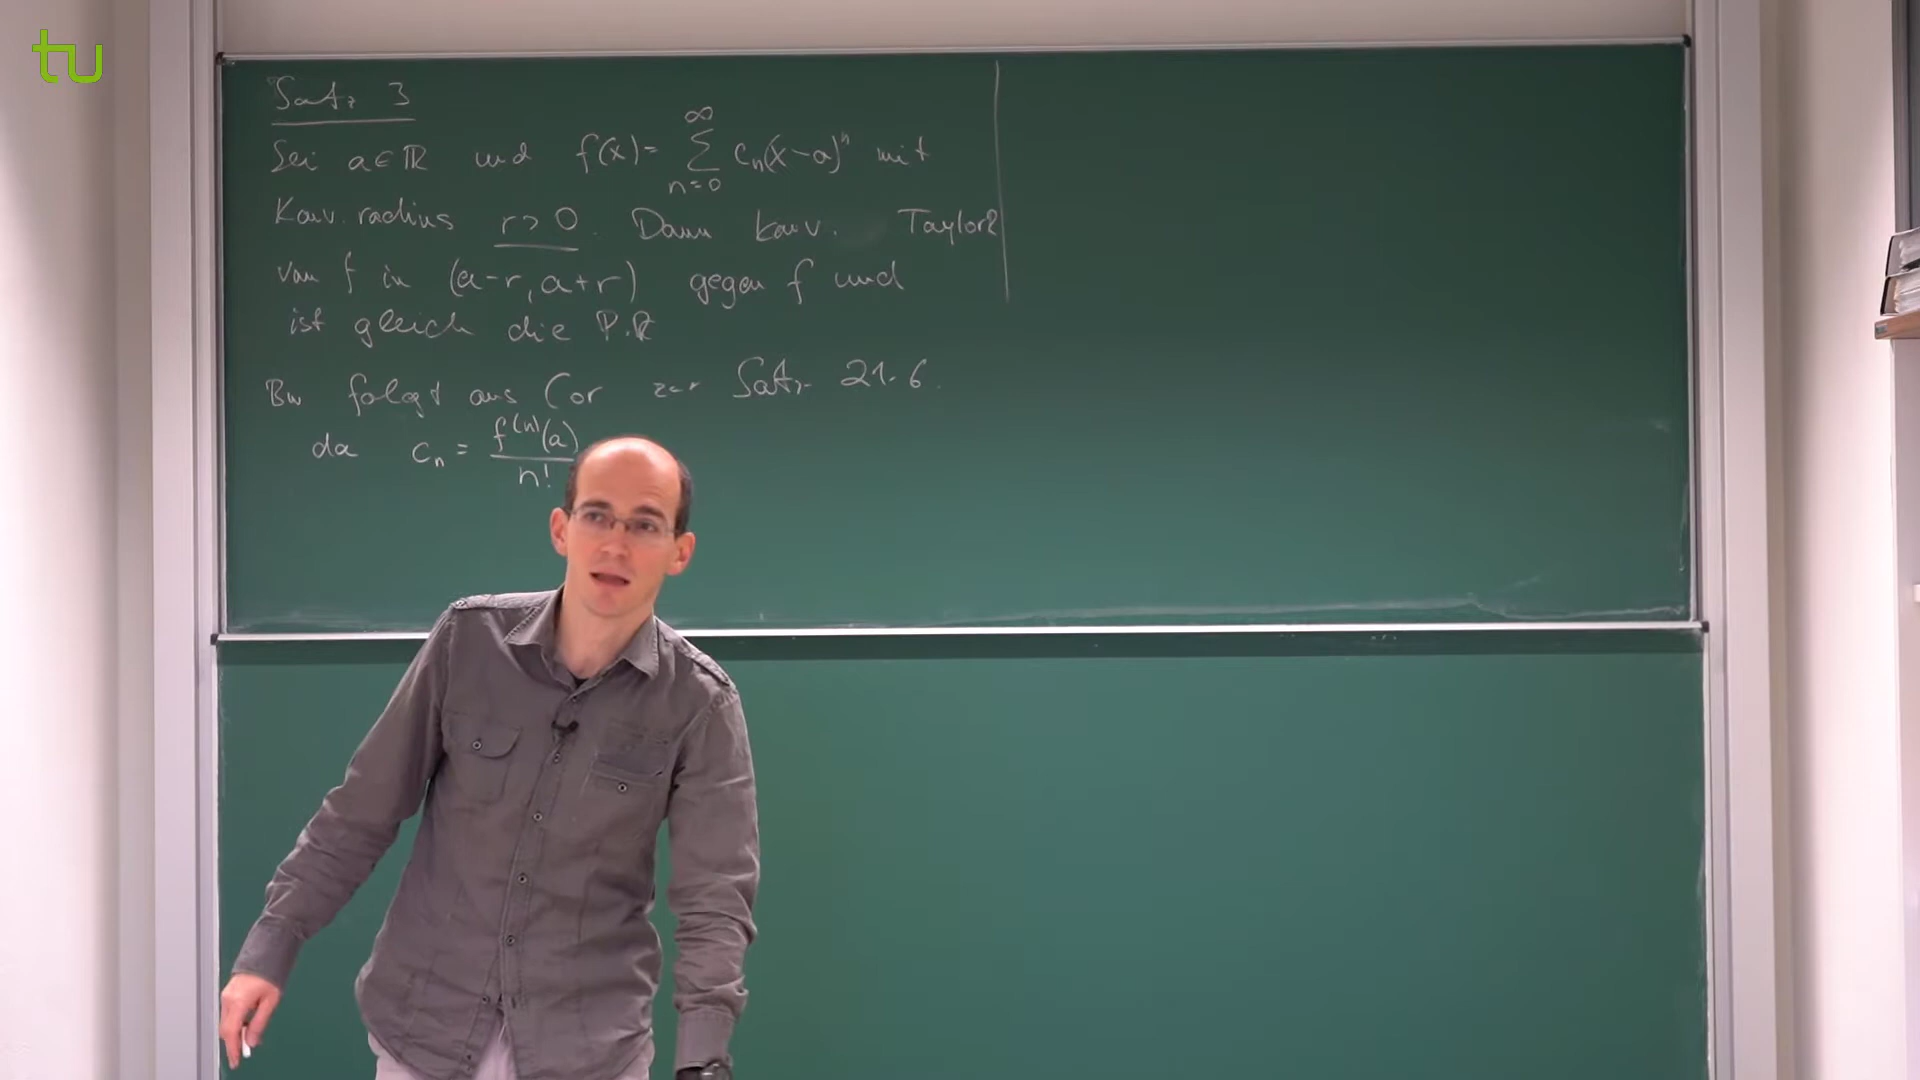 tu
Satz 3
Sei a ∈ ℝ und f(x) = ∑_{n=0}^{∞} c_n(x-a)^n mit
Konv. radius r > 0. Dann konv. TaylorR
von f in (a-r, a+r) gegen f und
ist gleich die P.R
Bw folgt aus Cor zur Satz 21.6.
da c_n = f^{(n)}(a) / n!